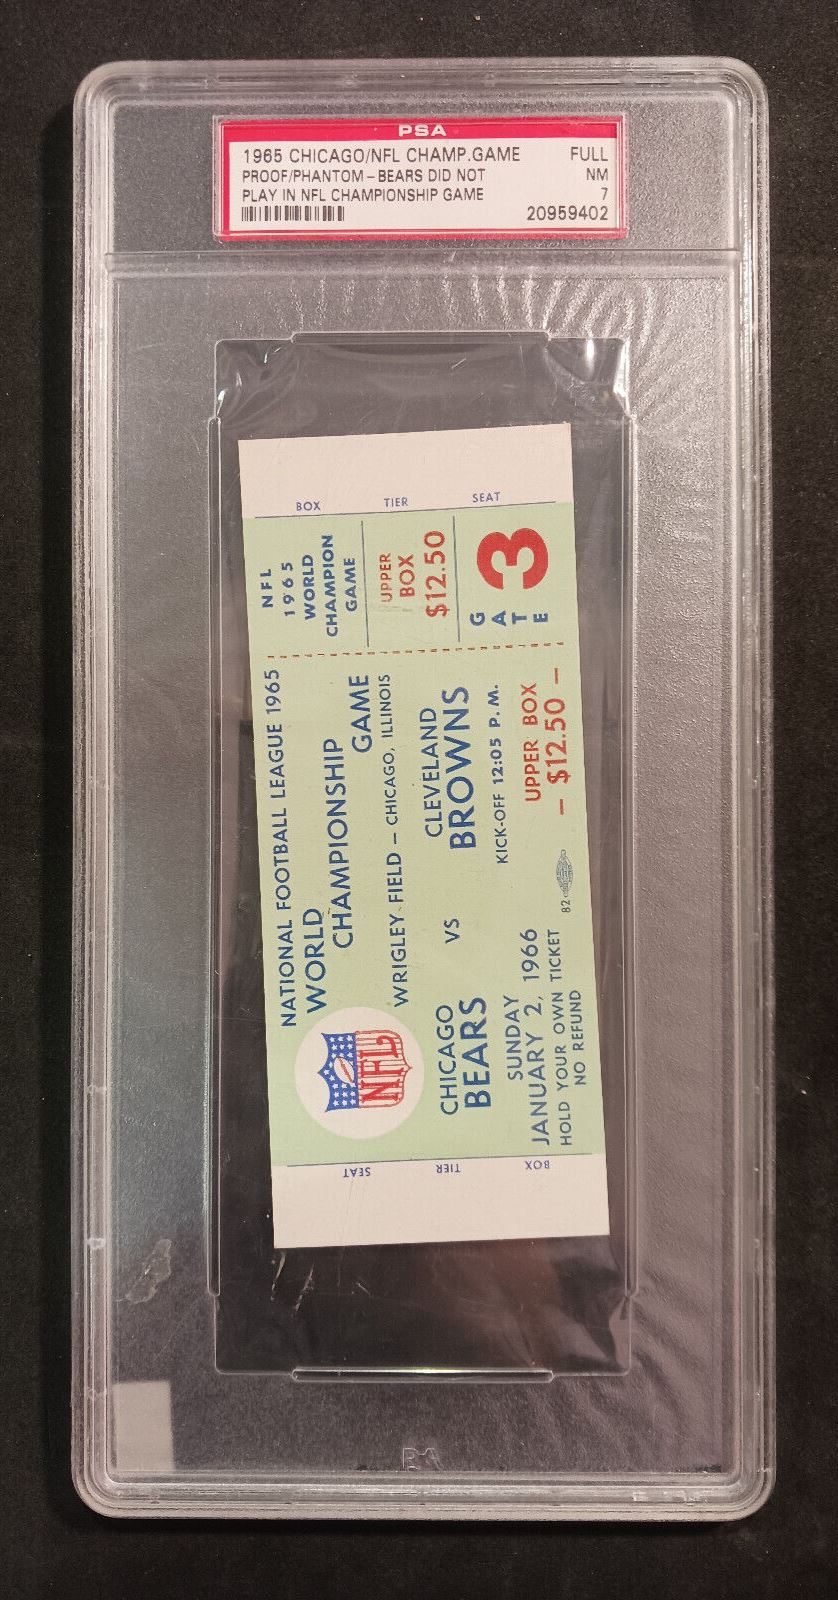 PSA
1965 CHICAGO/NFL CHAMP.GAME FULL
PROOF/PHANTOM-BEARS DID NOT NM
PLAY IN NFL CHAMPIONSHIP GAME 7
20959402
BOX TIER SEAT
NFL
1965
WORLD
CHAMPION
GAME
UPPER
BOX
$12.50
GATE
3
NATIONAL FOOTBALL LEAGUE 1965
WORLD
CHAMPIONSHIP
GAME
WRIGLEY FIELD – CHICAGO, ILLINOIS
NFL
CHICAGO
BEARS
VS
CLEVELAND
BROWNS
KICK-OFF 12:05 P.M.
SUNDAY
JANUARY 2, 1966
HOLD YOUR OWN TICKET
NO REFUND
82
UPPER BOX
– $12.50 –
SEAT TIER BOX
PSA